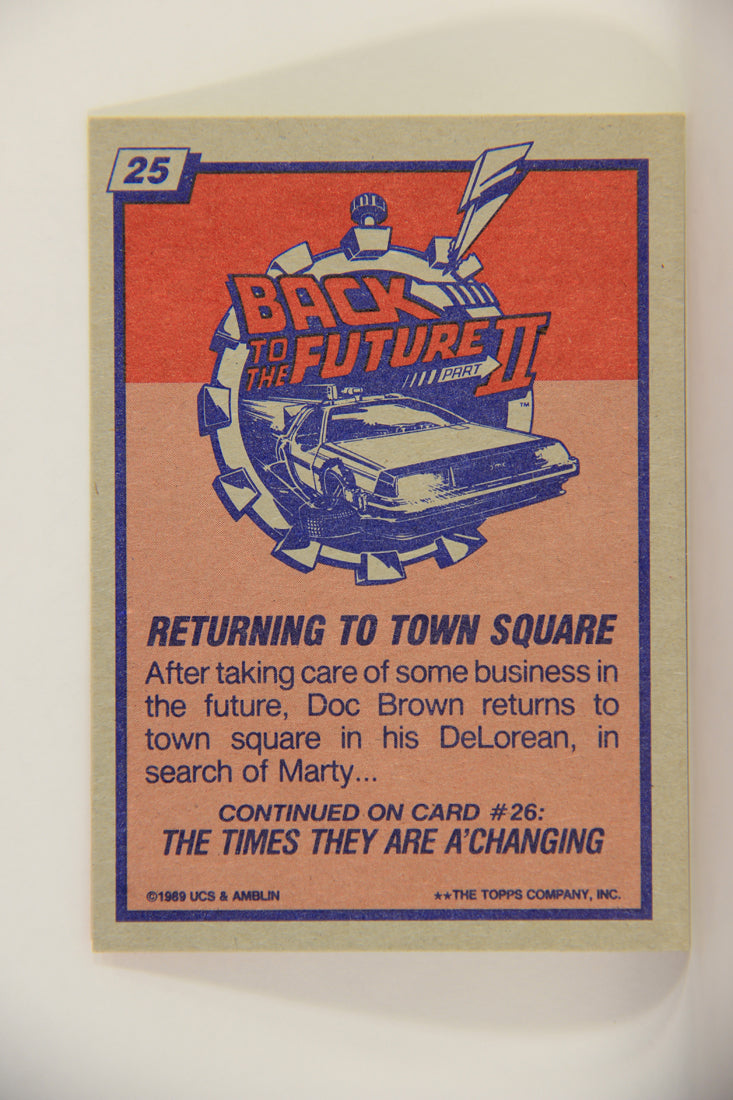 25
BACK
TO
THE FUTURE
PART II
TM
RETURNING TO TOWN SQUARE
After taking care of some business in
the future, Doc Brown returns to
town square in his DeLorean, in
search of Marty...
CONTINUED ON CARD #26:
THE TIMES THEY ARE A'CHANGING
©1989 UCS & AMBLIN ★★THE TOPPS COMPANY, INC.